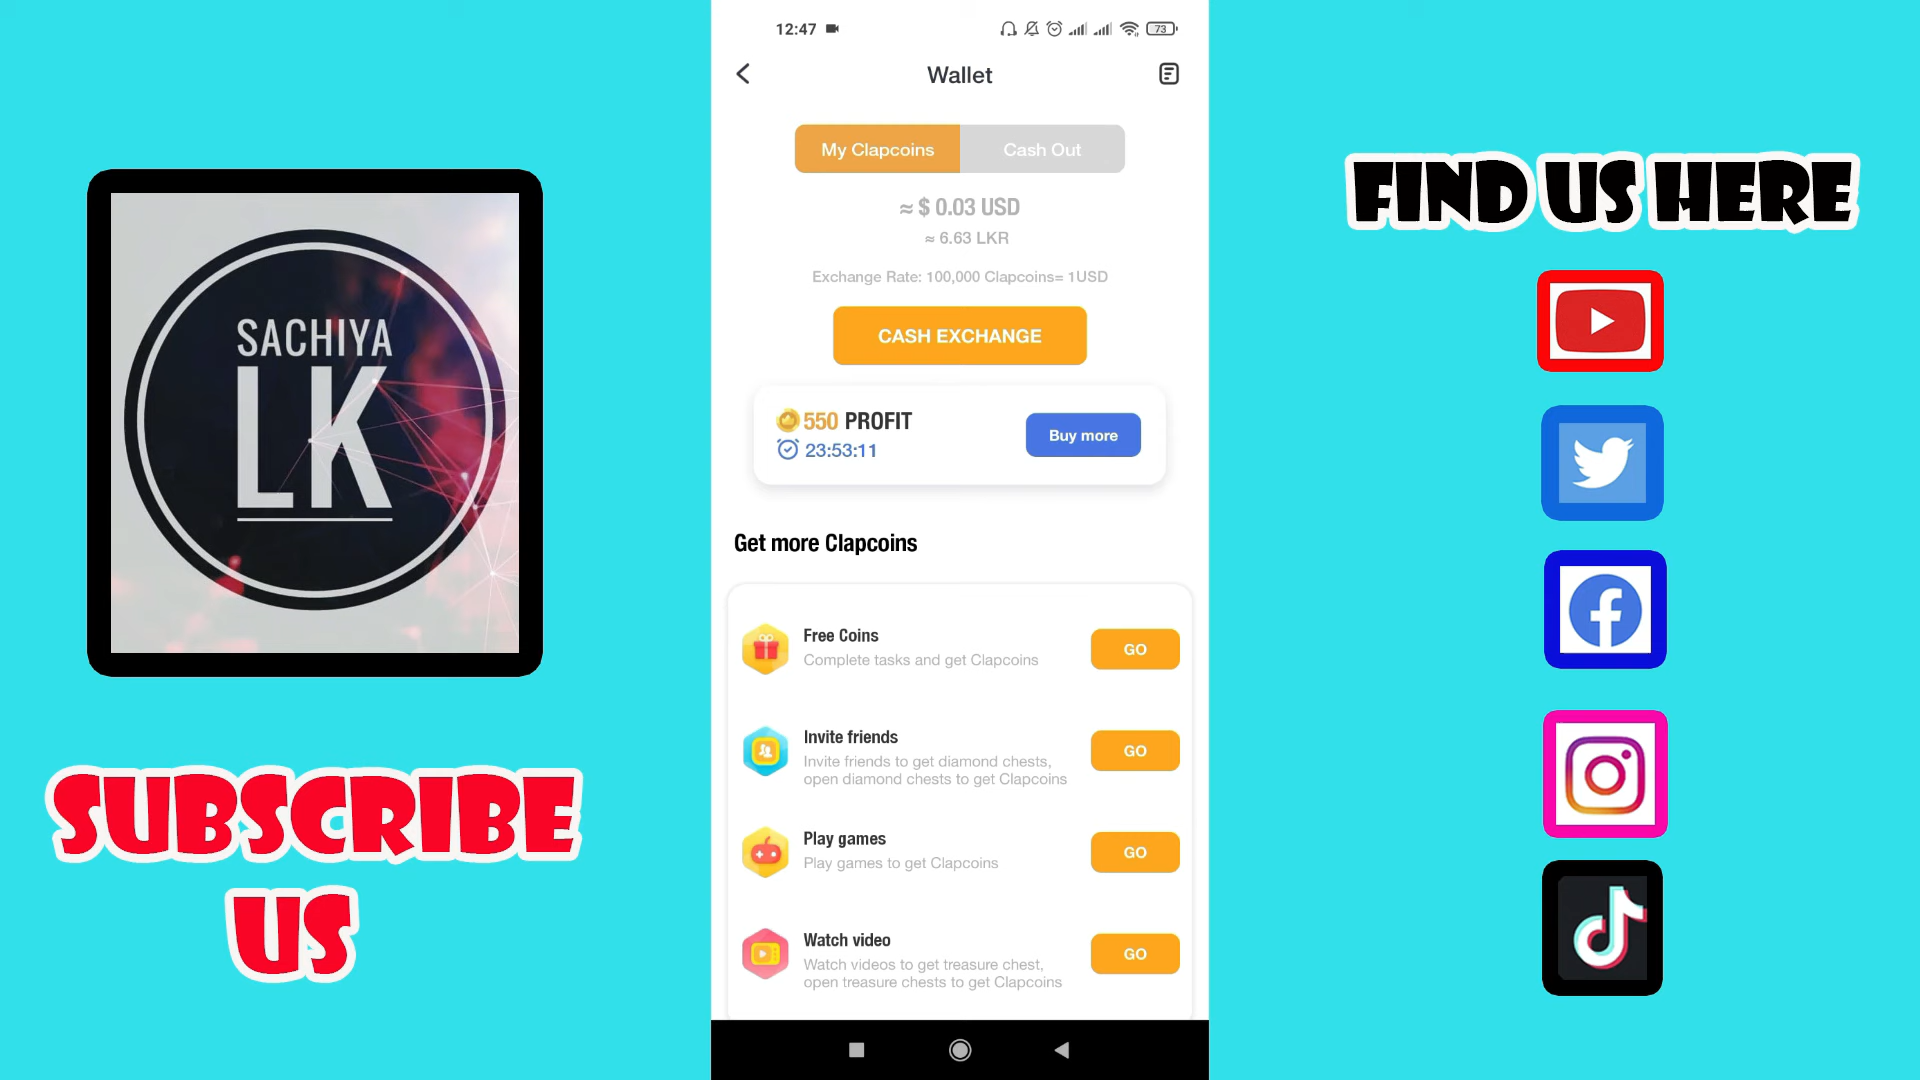 SACHIYA
LK
SUBSCRIBE
US
12:47
73
Wallet
My Clapcoins
Cash Out
≈ $ 0.03 USD
≈ 6.63 LKR
Exchange Rate: 100,000 Clapcoins= 1USD
CASH EXCHANGE
550 PROFIT
23:53:11
Buy more
Get more Clapcoins
Free Coins
Complete tasks and get Clapcoins
GO
Invite friends
Invite friends to get diamond chests,
open diamond chests to get Clapcoins
GO
Play games
Play games to get Clapcoins
GO
Watch video
Watch videos to get treasure chest,
open treasure chests to get Clapcoins
GO
FIND US HERE